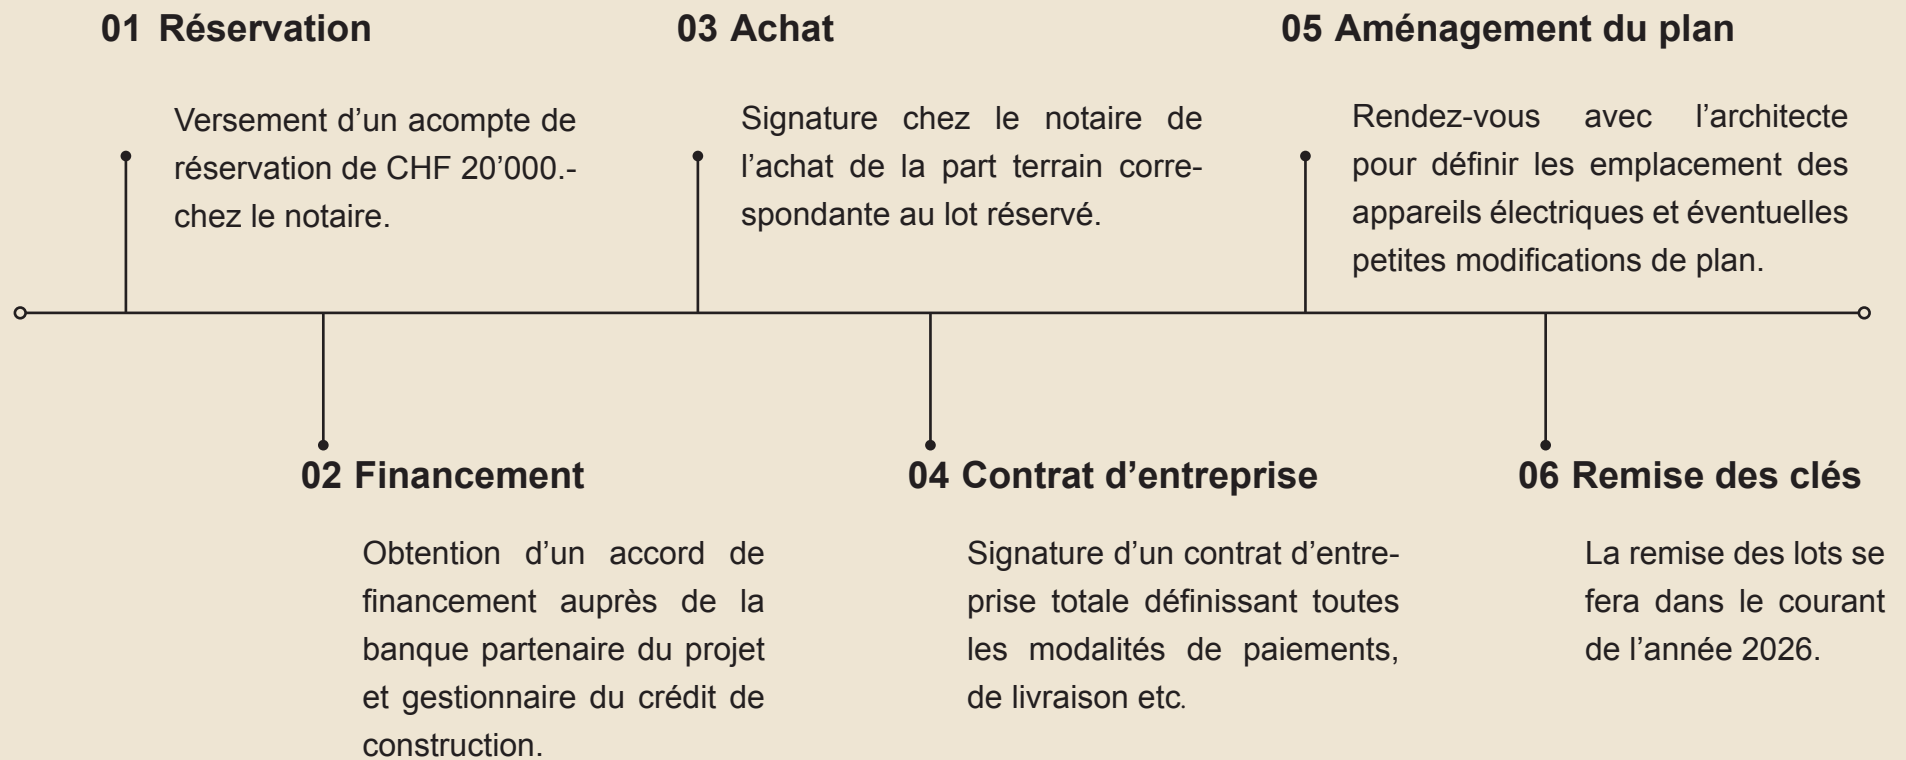 01 Réservation
Versement d’un acompte de
réservation de CHF 20’000.-
chez le notaire.
02 Financement
Obtention d’un accord de
financement auprès de la
banque partenaire du projet
et gestionnaire du crédit de
construction.
03 Achat
Signature chez le notaire de
l’achat de la part terrain corre-
spondante au lot réservé.
04 Contrat d’entreprise
Signature d’un contrat d’entre-
prise totale définissant toutes
les modalités de paiements,
de livraison etc.
05 Aménagement du plan
Rendez-vous avec l’architecte
pour définir les emplacement des
appareils électriques et éventuelles
petites modifications de plan.
06 Remise des clés
La remise des lots se
fera dans le courant
de l’année 2026.